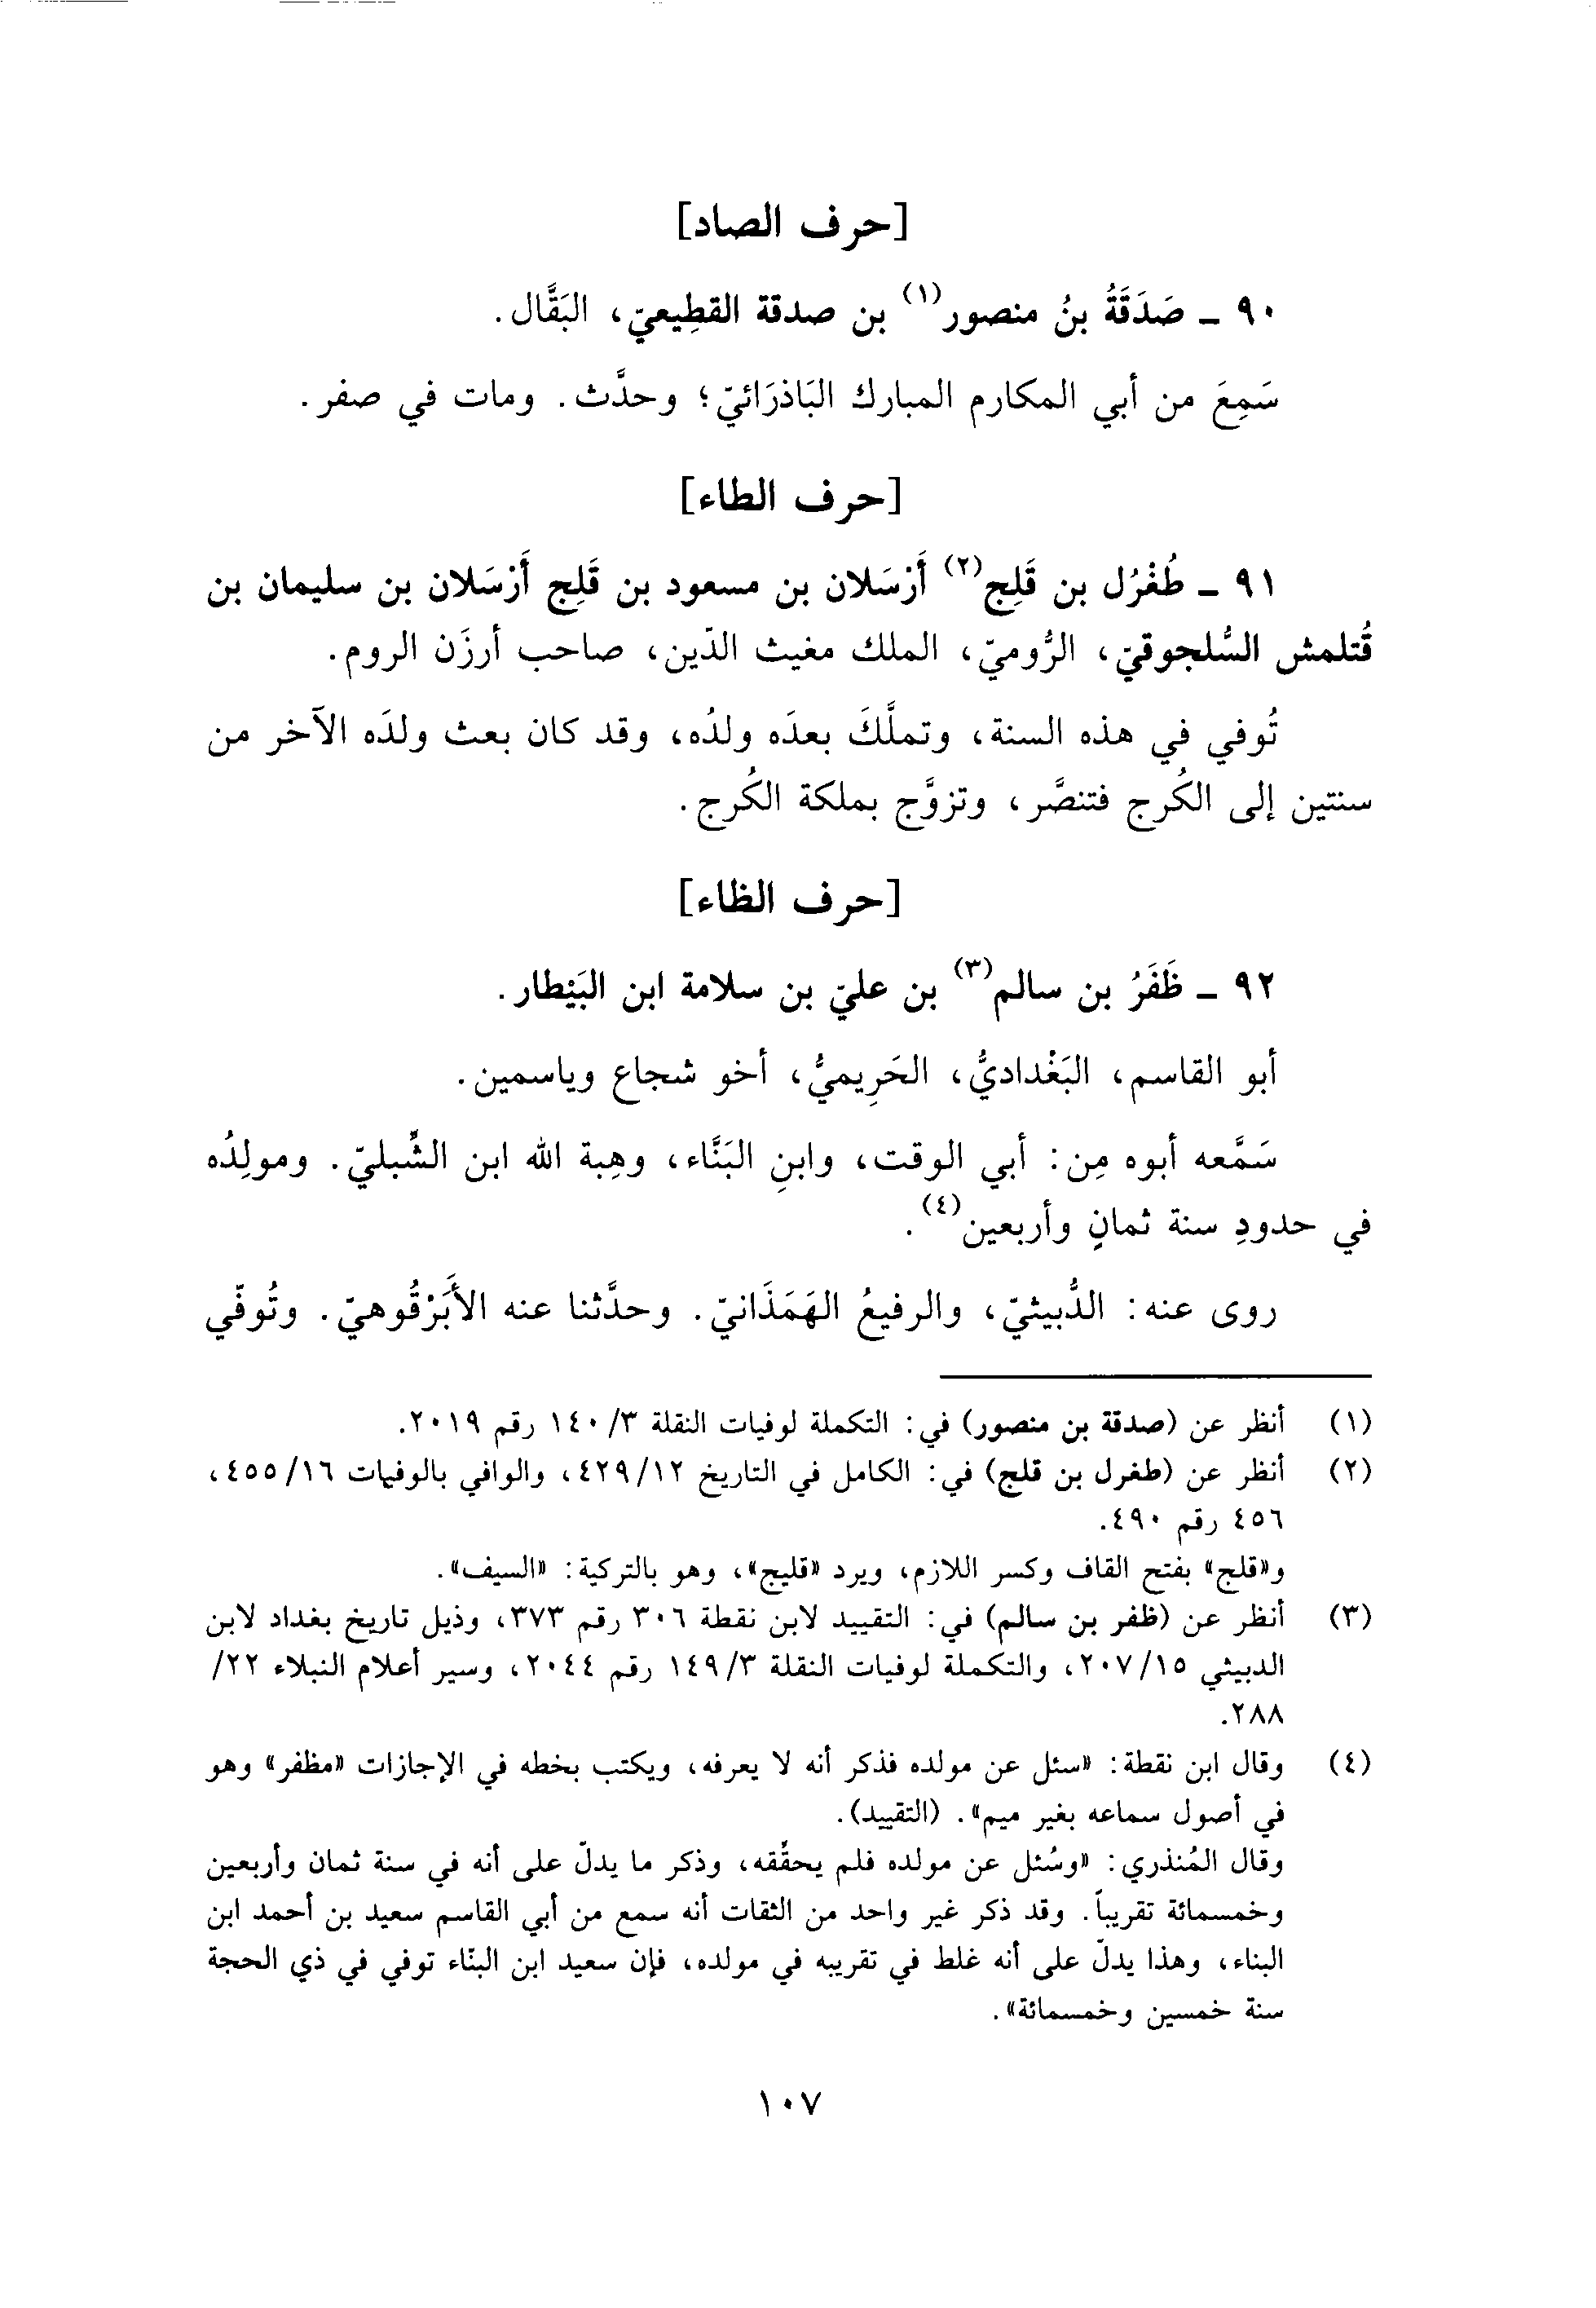 [حرف الصاد]
٩٠ ــ صَدَقَةُ بنُ منصور(١) بن صدقة القطِيعيّ، البَقَّال.
سَمِعَ من أبي المكارم المبارك البَاذرَائيّ؛ وحدَّث. ومات في صفر.
[حرف الطاء]
٩١ ــ طُغْرُل بن قَلِج(٢) أَرْسَلان بن مسعود بن قَلِج أَرْسَلان بن سليمان بن
قُتلمش السُّلجوقيّ، الرُّوميّ، الملك مغيث الدّين، صاحب أرزَن الروم.
تُوفي في هذه السنة، وتملَّكَ بعدَه ولدُه، وقد كان بعث ولدَه الآخر من
سنتين إلى الكُرج فتنصَّر، وتزوَّج بملكة الكُرج.
[حرف الظاء]
٩٢ ــ ظَفَرُ بن سالم(٣) بن عليّ بن سلامة ابن البَيْطار.
أبو القاسم، البَغْداديُّ، الحَرِيميُّ، أخو شجاع وياسمين.
سَمَّعه أبوه مِن: أبي الوقت، وابنِ البَنَّاء، وهِبة الله ابن الشِّبليّ. ومولِدُه
في حدودِ سنة ثمانٍ وأربعين(٤).
روى عنه: الدُّبيثيّ، والرفيعُ الهَمَذَانيّ. وحدَّثنا عنه الأَبَرْقُوهيّ. وتُوفّي
(١) أنظر عن (صدقة بن منصور) في: التكملة لوفيات النقلة ٣/ ١٤٠ رقم ٢٠١٩.
(٢) أنظر عن (طغرل بن قلج) في: الكامل في التاريخ ١٢/ ٤٢٩، والوافي بالوفيات ١٦/ ٤٥٥،
٤٥٦ رقم ٤٩٠.
و«قلج» بفتح القاف وكسر اللازم، ويرد «قليج»، وهو بالتركية: «السيف».
(٣) أنظر عن (ظفر بن سالم) في: التقييد لابن نقطة ٣٠٦ رقم ٣٧٣، وذيل تاريخ بغداد لابن
الدبيثي ١٥/ ٢٠٧، والتكملة لوفيات النقلة ٣/ ١٤٩ رقم ٢٠٤٤، وسير أعلام النبلاء ٢٢/
٢٨٨.
(٤) وقال ابن نقطة: «سئل عن مولده فذكر أنه لا يعرفه، ويكتب بخطه في الإجازات «مظفر» وهو
في أصول سماعه بغير ميم». (التقييد).
وقال المُنذري: «وسُئل عن مولده فلم يحقّقه، وذكر ما يدلّ على أنه في سنة ثمان وأربعين
وخمسمائة تقريباً. وقد ذكر غير واحد من الثقات أنه سمع من أبي القاسم سعيد بن أحمد ابن
البناء، وهذا يدلّ على أنه غلط في تقريبه في مولده، فإن سعيد ابن البنّاء توفي في ذي الحجة
سنة خمسين وخمسمائة».
١٠٧